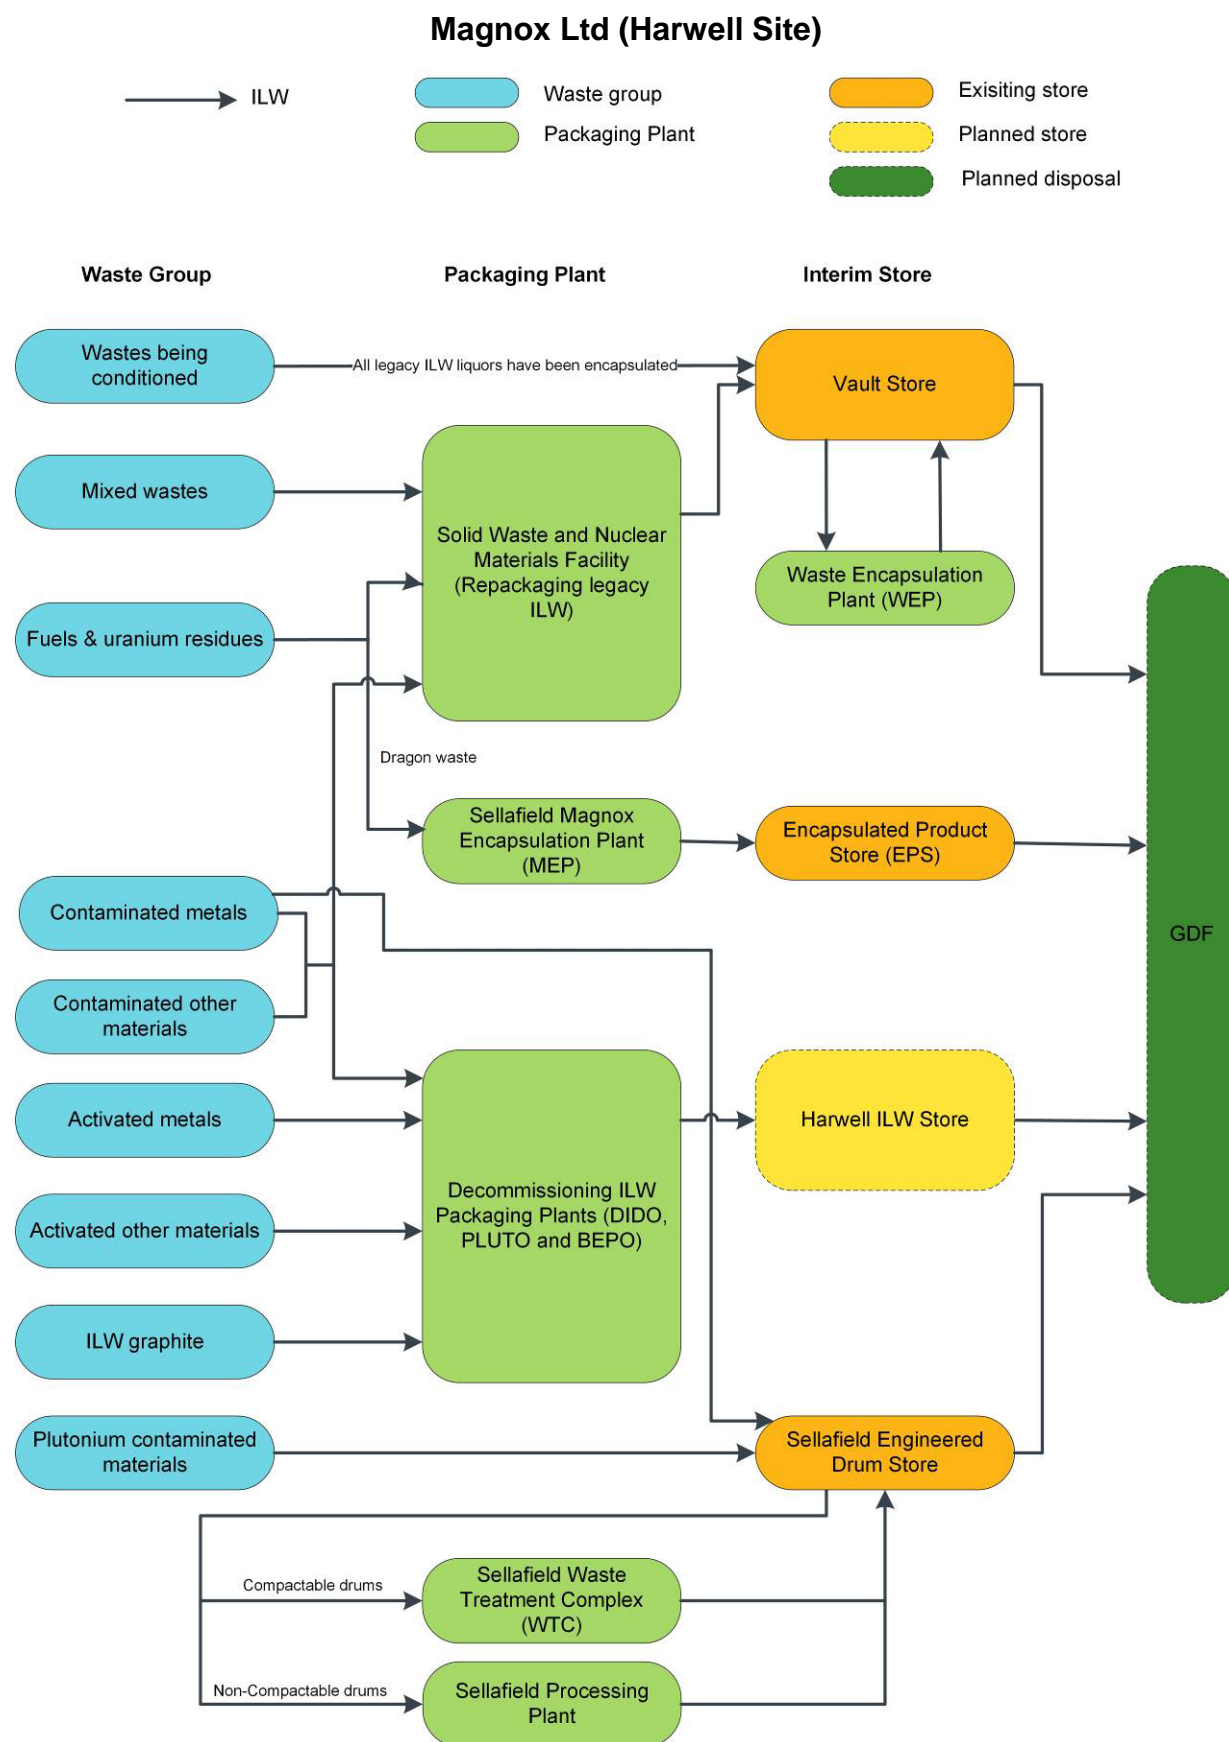 Magnox Ltd (Harwell Site)
ILW
Waste group
Exisiting store
Packaging Plant
Planned store
Planned disposal
Waste Group
Packaging Plant
Interim Store
Wastes being
conditioned
All legacy ILW liquors have been encapsulated
Vault Store
Mixed wastes
Solid Waste and Nuclear
Materials Facility
(Repackaging legacy
ILW)
Waste Encapsulation
Plant (WEP)
Fuels & uranium residues
Dragon waste
Sellafield Magnox
Encapsulation Plant
(MEP)
Encapsulated Product
Store (EPS)
Contaminated metals
GDF
Contaminated other
materials
Activated metals
Harwell ILW Store
Activated other materials
Decommissioning ILW
Packaging Plants (DIDO,
PLUTO and BEPO)
ILW graphite
Plutonium contaminated
materials
Sellafield Engineered
Drum Store
Compactable drums
Sellafield Waste
Treatment Complex
(WTC)
Non-Compactable drums
Sellafield Processing
Plant